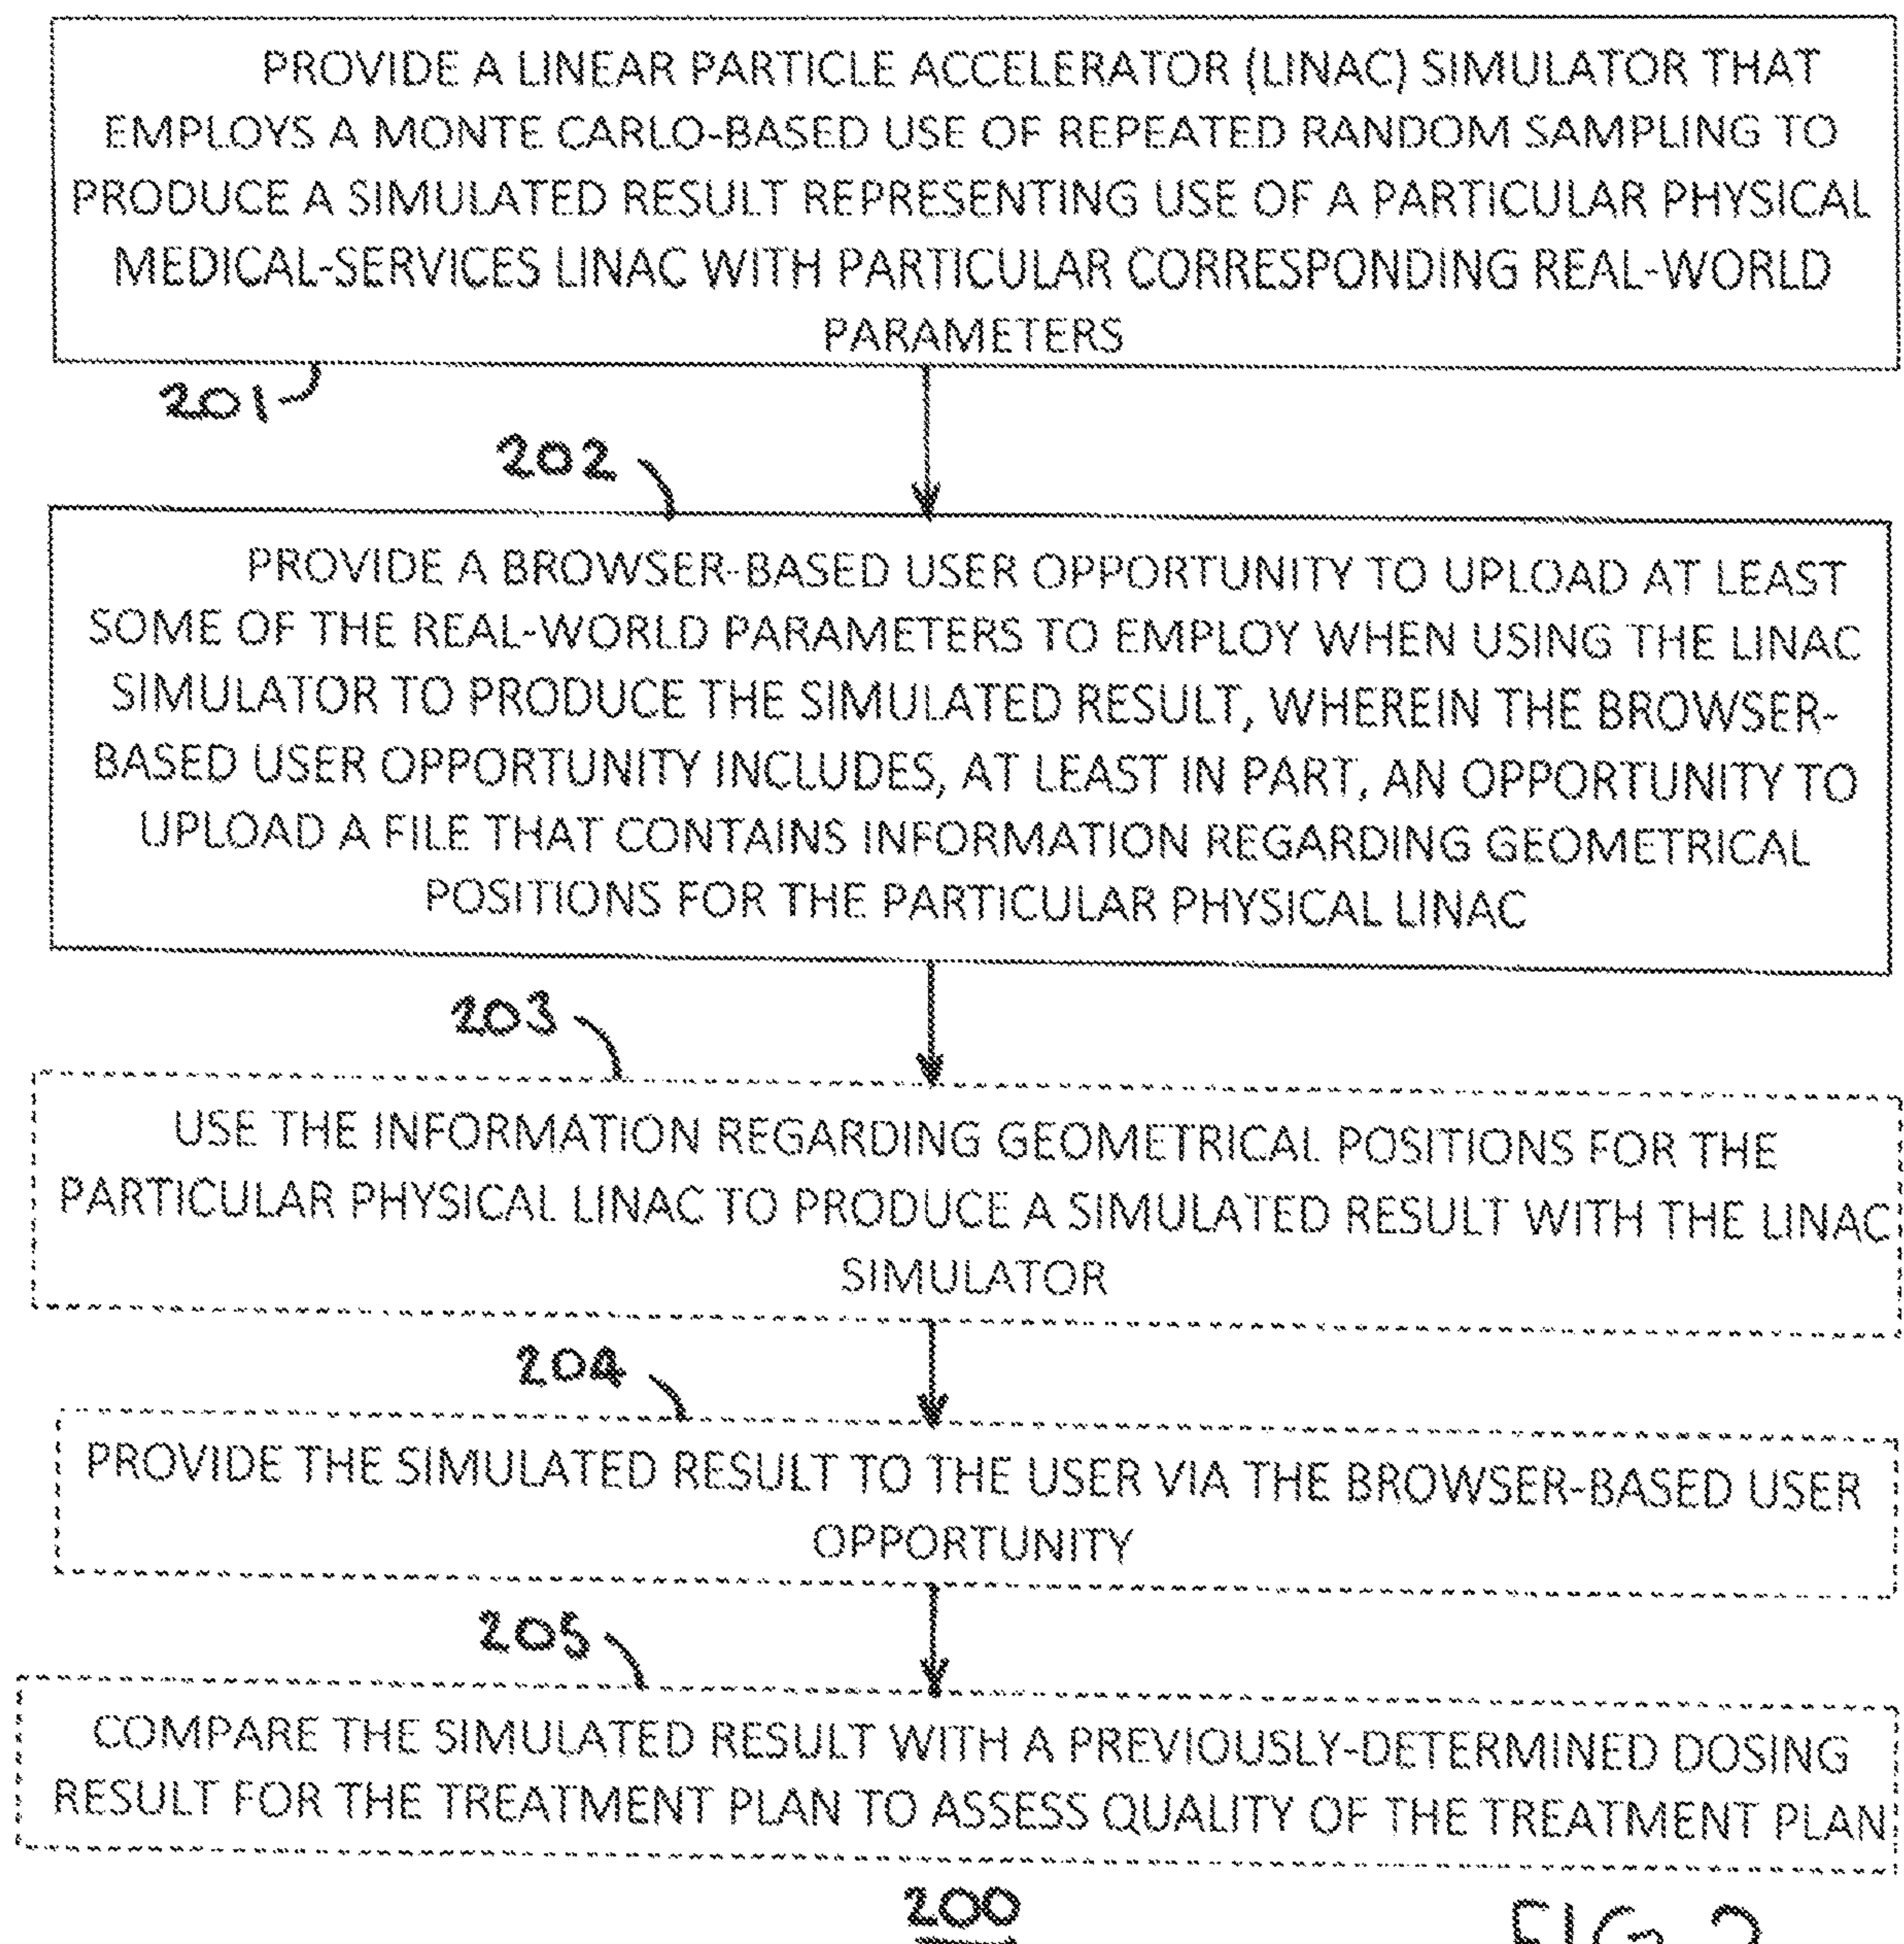 PROVIDE A LINEAR PARTICLE ACCELERATOR (LINAC) SIMULATOR THAT
EMPLOYS A MONTE CARLO-BASED USE OF REPEATED RANDOM SAMPLING TO
PRODUCE A SIMULATED RESULT REPRESENTING USE OF A PARTICULAR PHYSICAL
MEDICAL-SERVICES LINAC WITH PARTICULAR CORRESPONDING REAL-WORLD
PARAMETERS
201
202
PROVIDE A BROWSER-BASED USER OPPORTUNITY TO UPLOAD AT LEAST
SOME OF THE REAL-WORLD PARAMETERS TO EMPLOY WHEN USING THE LINAC
SIMULATOR TO PRODUCE THE SIMULATED RESULT, WHEREIN THE BROWSER-
BASED USER OPPORTUNITY INCLUDES, AT LEAST IN PART, AN OPPORTUNITY TO
UPLOAD A FILE THAT CONTAINS INFORMATION REGARDING GEOMETRICAL
POSITIONS FOR THE PARTICULAR PHYSICAL LINAC
203
USE THE INFORMATION REGARDING GEOMETRICAL POSITIONS FOR THE
PARTICULAR PHYSICAL LINAC TO PRODUCE A SIMULATED RESULT WITH THE LINAC
SIMULATOR
204
PROVIDE THE SIMULATED RESULT TO THE USER VIA THE BROWSER-BASED USER
OPPORTUNITY
205
COMPARE THE SIMULATED RESULT WITH A PREVIOUSLY-DETERMINED DOSING
RESULT FOR THE TREATMENT PLAN TO ASSESS QUALITY OF THE TREATMENT PLAN
200
FIG. 2